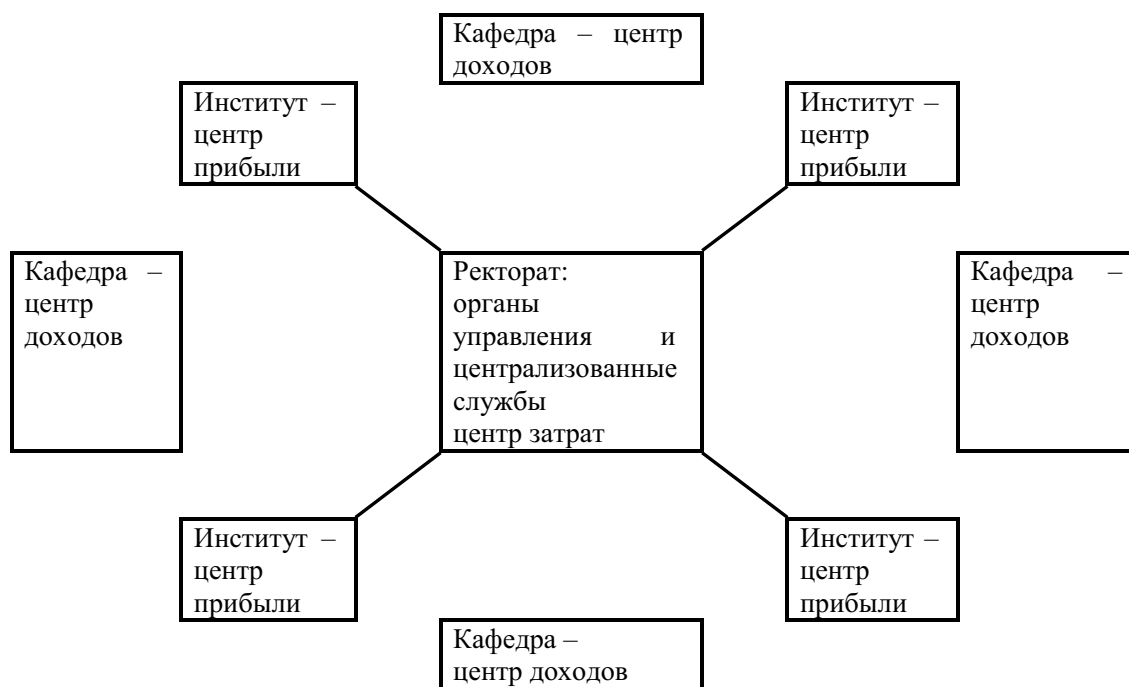 Кафедра – центр
доходов
Институт –
центр
прибыли
Институт –
центр
прибыли
Кафедра –
центр
доходов
Ректорат:
органы
управления и
централизованные
службы
центр затрат
Кафедра –
центр
доходов
Институт –
центр
прибыли
Институт –
центр
прибыли
Кафедра –
центр доходов